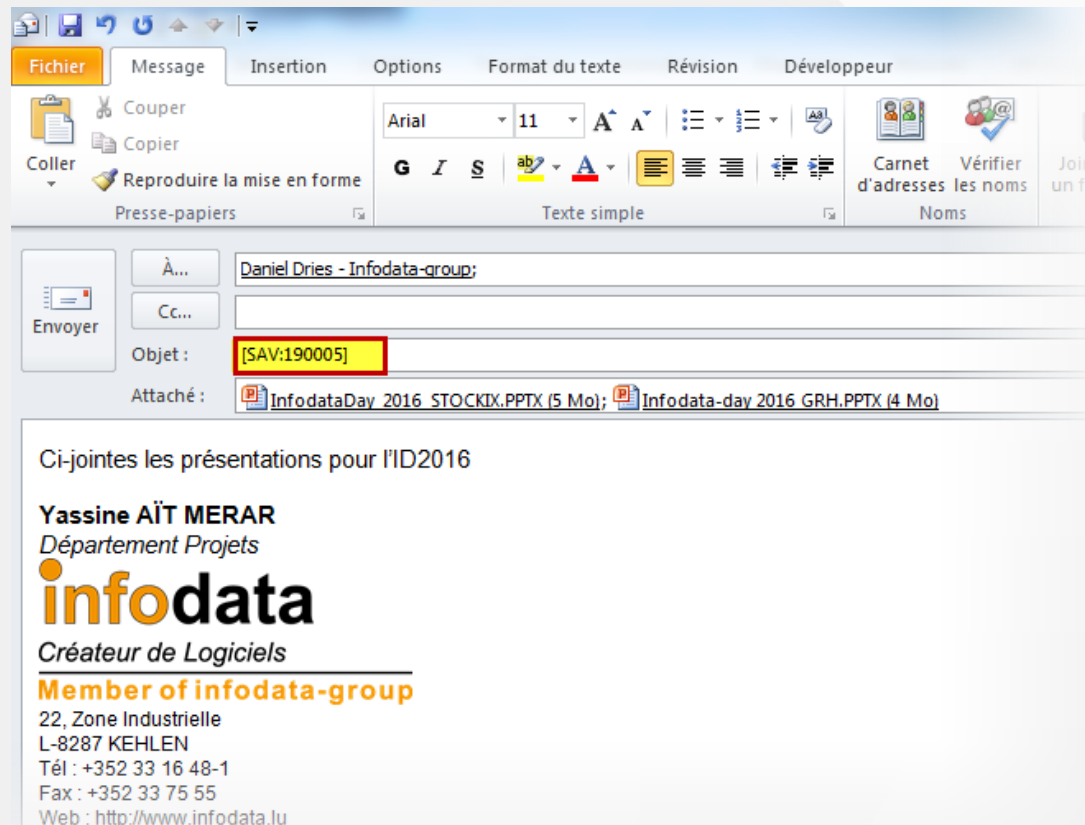 Fichier Message Insertion Options Format du texte Révision Développeur
Couper
Copier
Coller
Reproduire la mise en forme
Presse-papiers
Arial 11 A A
G I S ab A
Texte simple
Carnet d'adresses
Vérifier les noms
Noms
À... Daniel Dries - Infodata-group;
Cc...
Envoyer
Objet : [SAV:190005]
Attaché : InfodataDay 2016 STOCKIX.PPTX (5 Mo); Infodata-day 2016 GRH.PPTX (4 Mo)
Ci-jointes les présentations pour l'ID2016
Yassine AÏT MERAR
Département Projets
infodata
Créateur de Logiciels
Member of infodata-group
22, Zone Industrielle
L-8287 KEHLEN
Tél : +352 33 16 48-1
Fax : +352 33 75 55
Web : http://www.infodata.lu